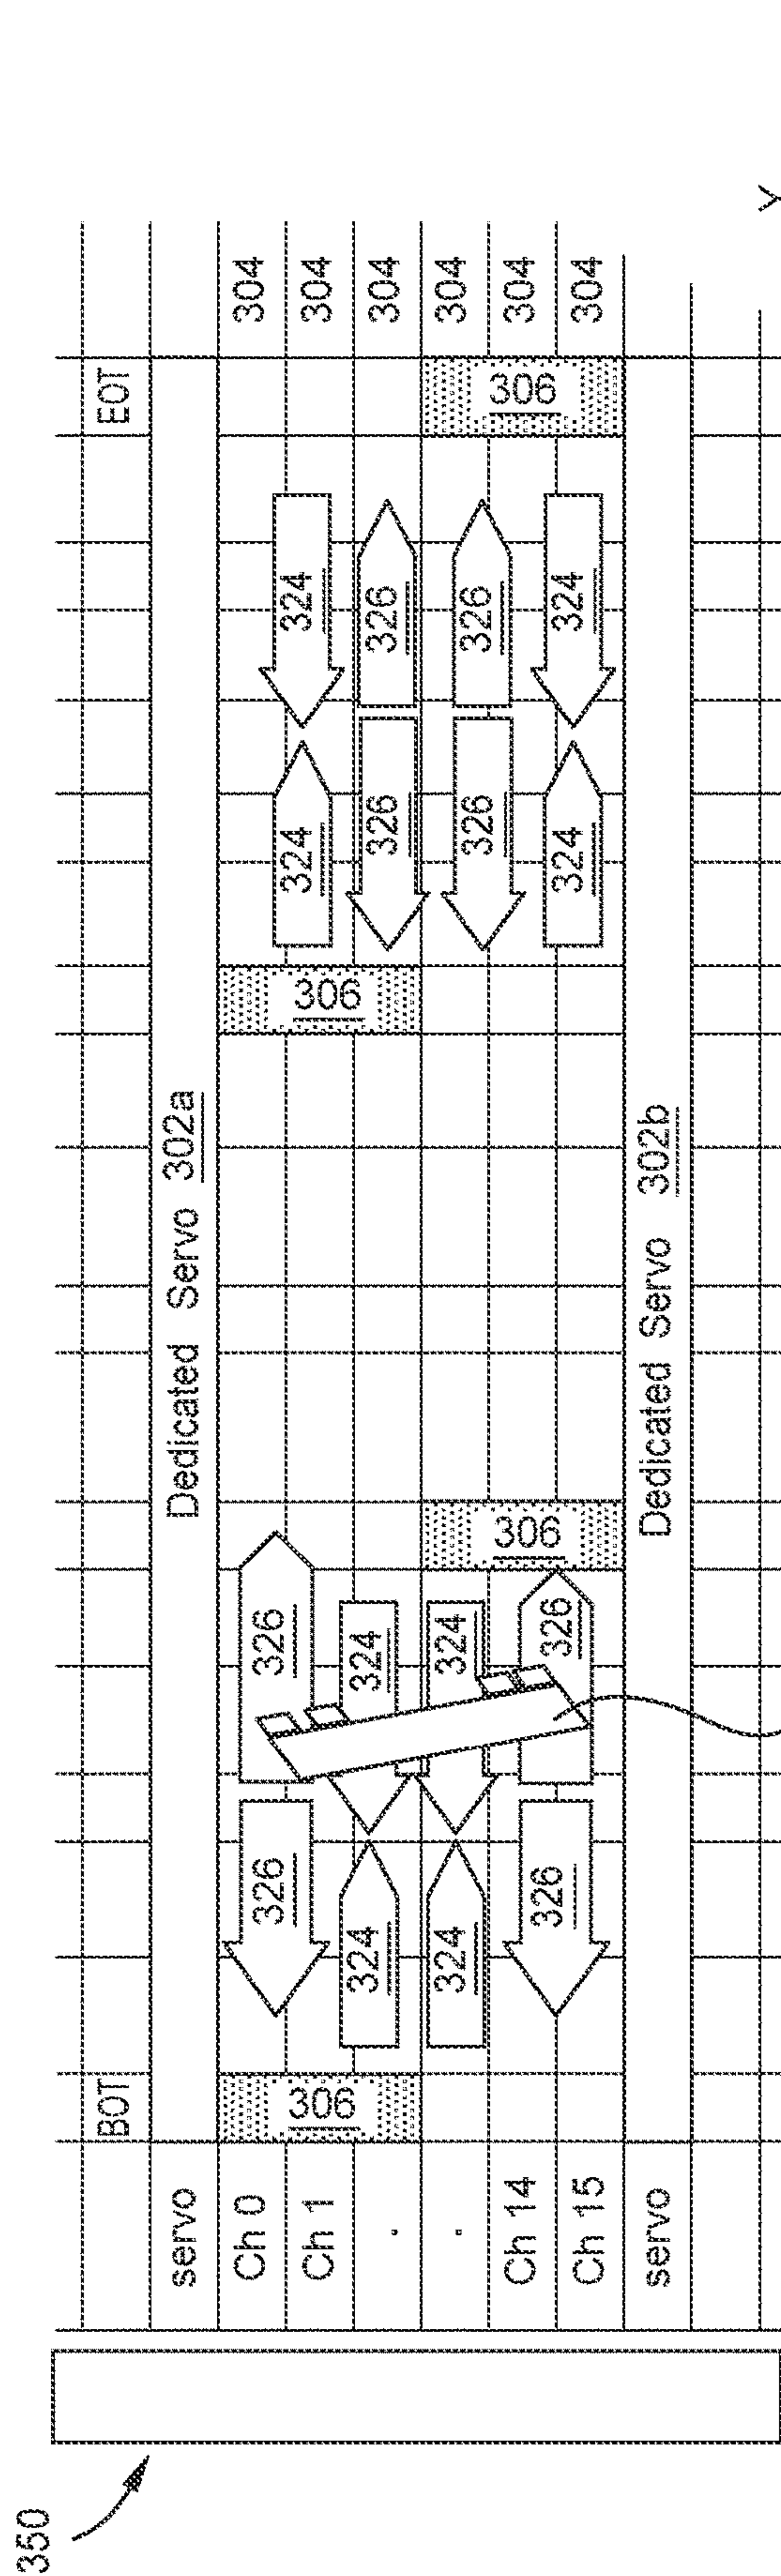 350
BOT EOT
servo Dedicated Servo 302a
Ch 0 326 326 304
Ch 1 306 306 324 324 304
. 324 324 326 326 304
. 324 324 326 326 304
Ch 14 306 306 304
Ch 15 326 326 324 324 304
servo Dedicated Servo 302b
Y